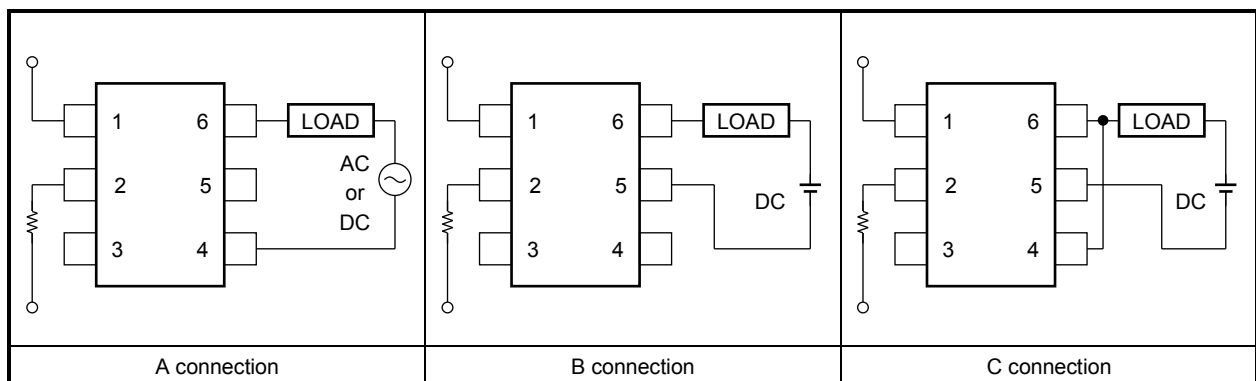 1 6 LOAD
2 5 AC
or
DC
3 4
A connection
1 6 LOAD
2 5 DC
3 4
B connection
1 6 LOAD
2 5 DC
3 4
C connection